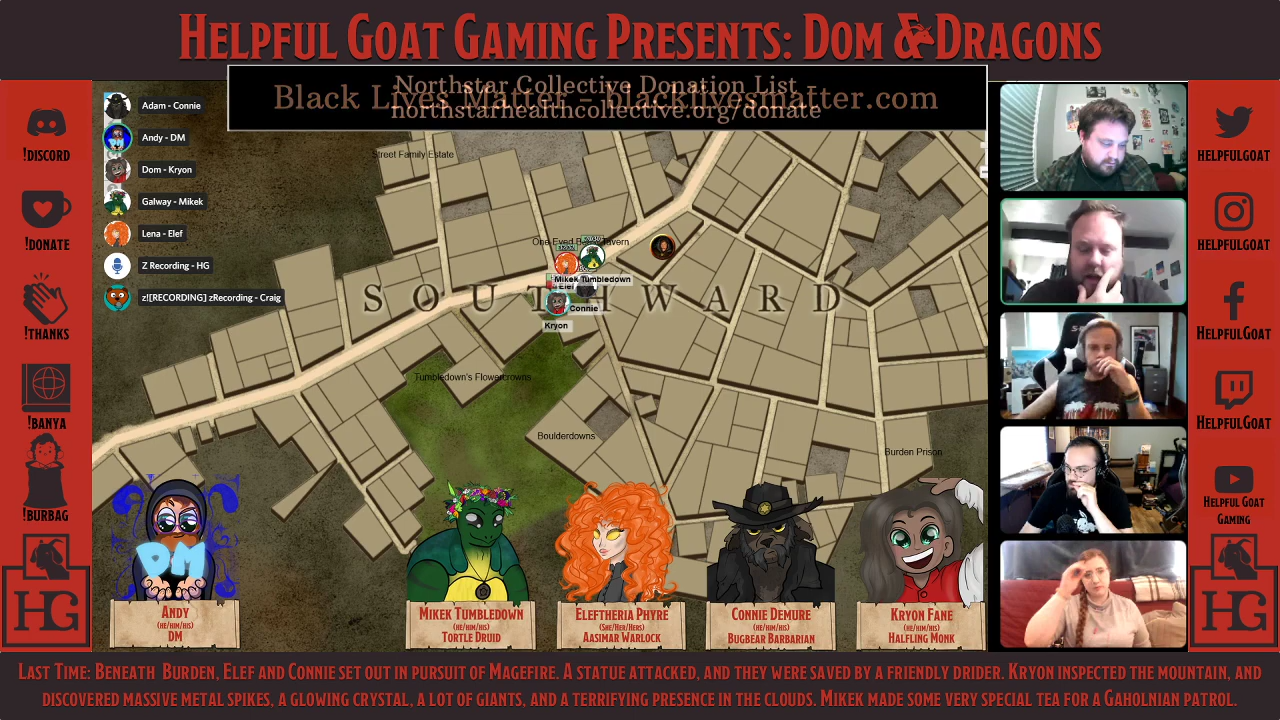 Helpful Goat Gaming Presents: Dom & Dragons
Northstar Collective Donation List
Black Lives Matter - blacklivesmatter.com
northstarhealthcollective.org/donate
!Discord
!Donate
!Thanks
!Banya
!Burbag
HG
Adam - Connie
Andy - DM
Dom - Kryon
Galway - Mikek
Lena - Elef
Z Recording - HG
z![RECORDING] zRecording - Craig
Street Family Estate
One Eyed Tavern
Mikek Tumbledown
Elef
Connie
Kryon
SOUTHWARD
Tumbledown's Flowercrowns
Boulderdowns
Burden Prison
HelpfulGoat
HelpfulGoat
HelpfulGoat
HelpfulGoat
Helpful Goat
Gaming
HG
DM
Andy
(He/Him/His)
DM
Mikek Tumbledown
(He/Him/His)
Tortle Druid
Eleftheria Phyre
(She/Her/Hers)
Aasimar Warlock
Connie Demure
(He/Him/His)
Bugbear Barbarian
Kryon Fane
(He/Him/His)
Halfling Monk
Last Time: Beneath Burden, Elef and Connie set out in pursuit of Magefire. A statue attacked, and they were saved by a friendly drider. Kryon inspected the mountain, and
discovered massive metal spikes, a glowing crystal, a lot of giants, and a terrifying presence in the clouds. Mikek made some very special tea for a Gaholnian patrol.